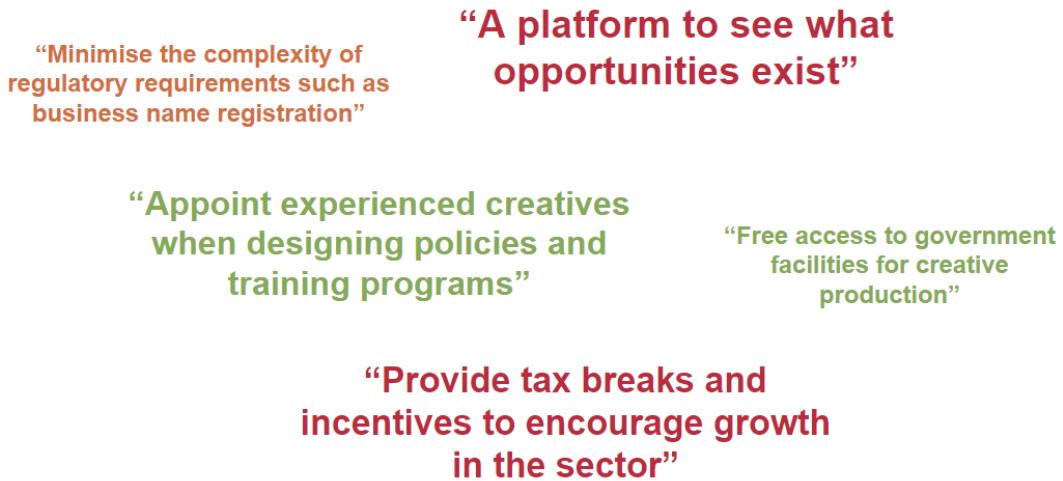 “Minimise the complexity of
regulatory requirements such as
business name registration”
“A platform to see what
opportunities exist”
“Appoint experienced creatives
when designing policies and
training programs”
“Free access to government
facilities for creative
production”
“Provide tax breaks and
incentives to encourage growth
in the sector”